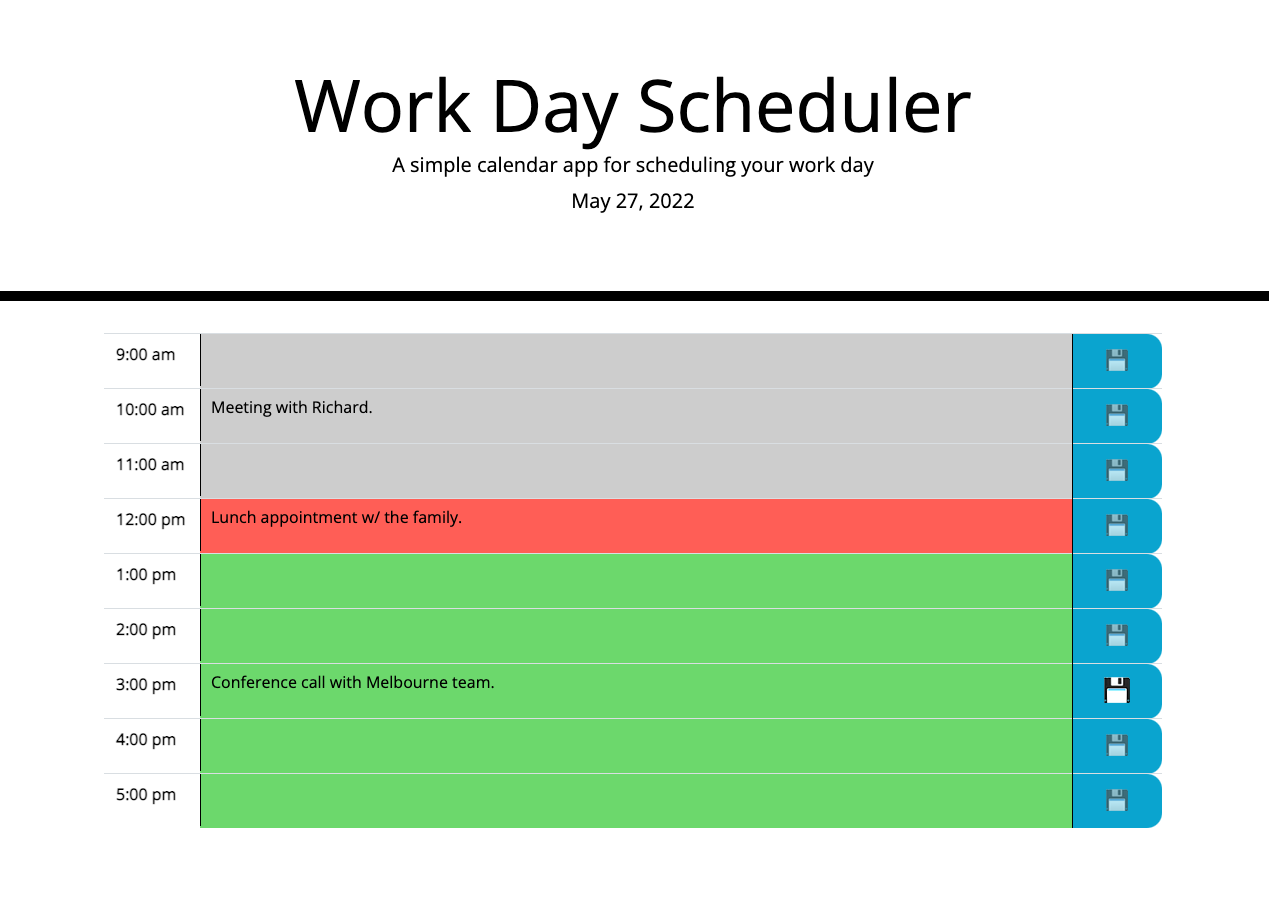 Work Day Scheduler
A simple calendar app for scheduling your work day
May 27, 2022
9:00 am
10:00 am Meeting with Richard.
11:00 am
12:00 pm Lunch appointment w/ the family.
1:00 pm
2:00 pm
3:00 pm Conference call with Melbourne team.
4:00 pm
5:00 pm